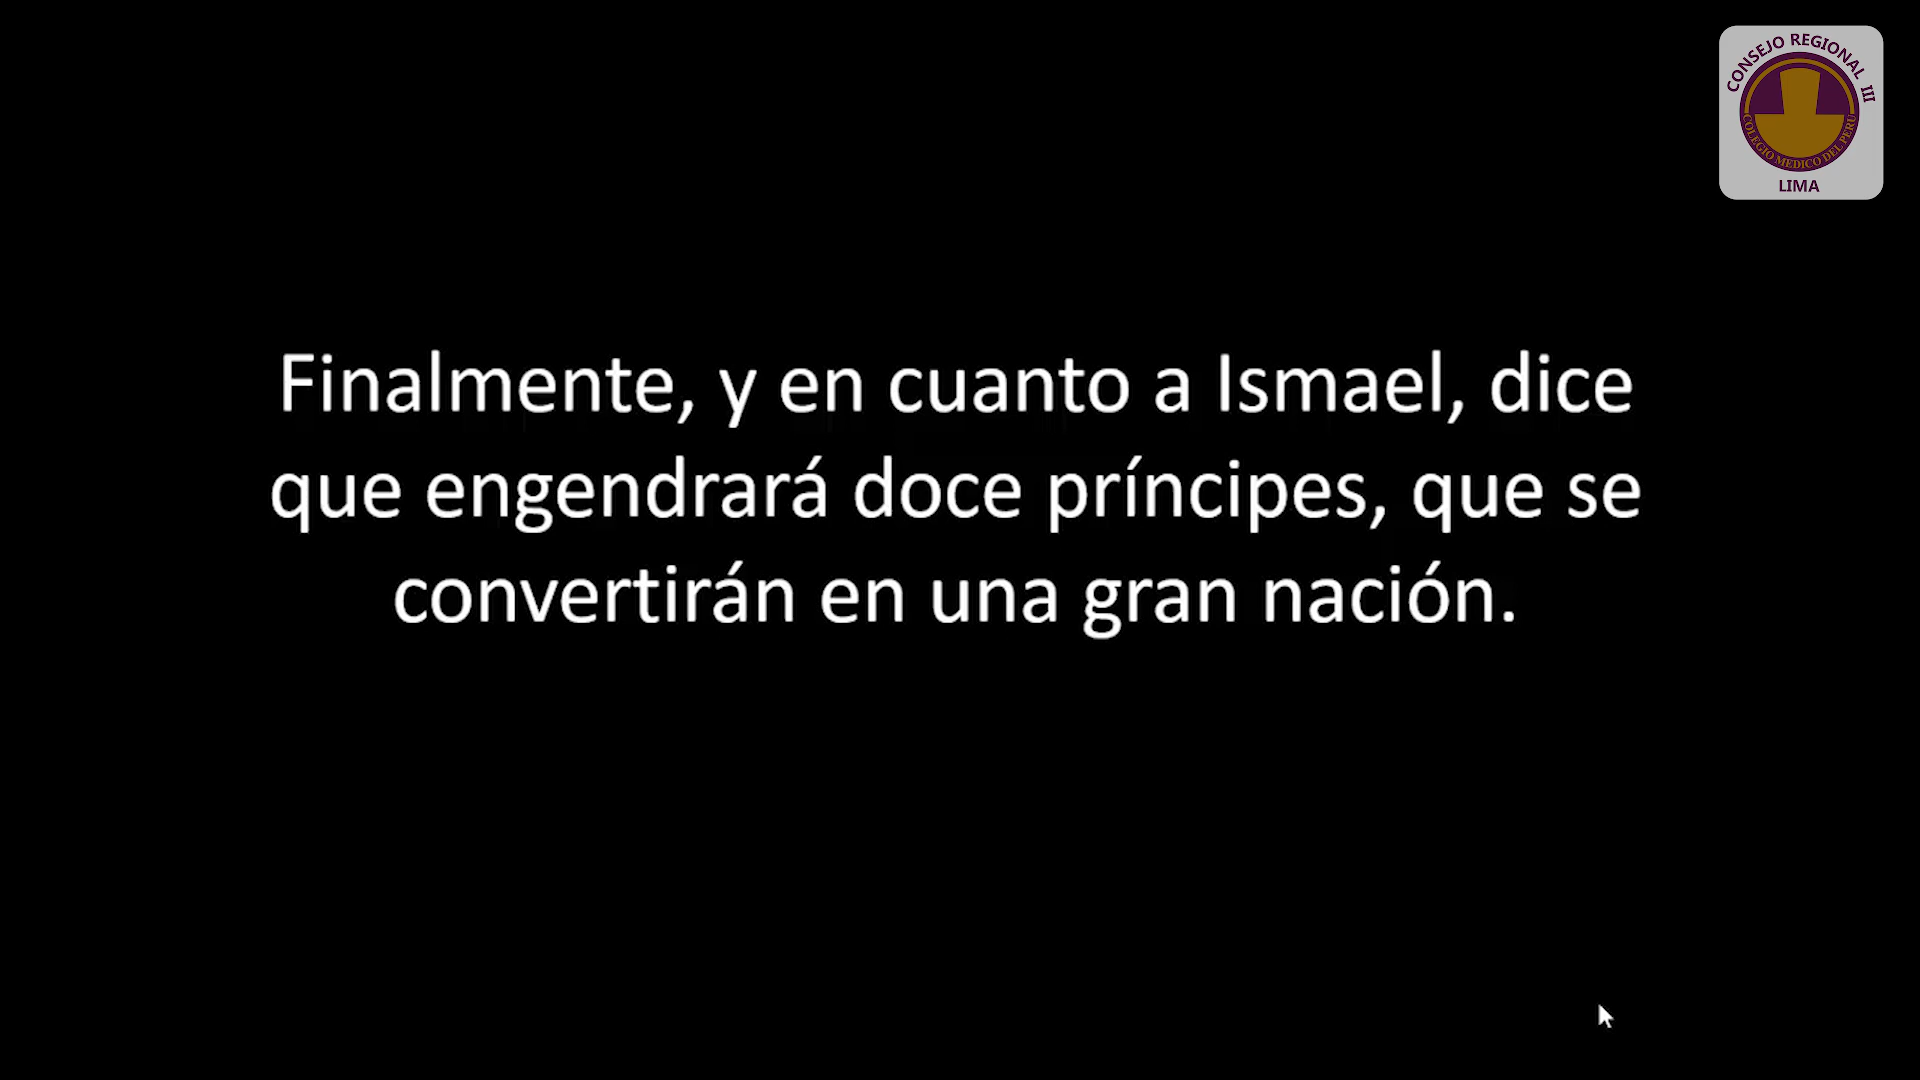 CONSEJO REGIONAL III
COLEGIO MEDICO DEL PERU
LIMA
Finalmente, y en cuanto a Ismael, dice
que engendrará doce príncipes, que se
convertirán en una gran nación.